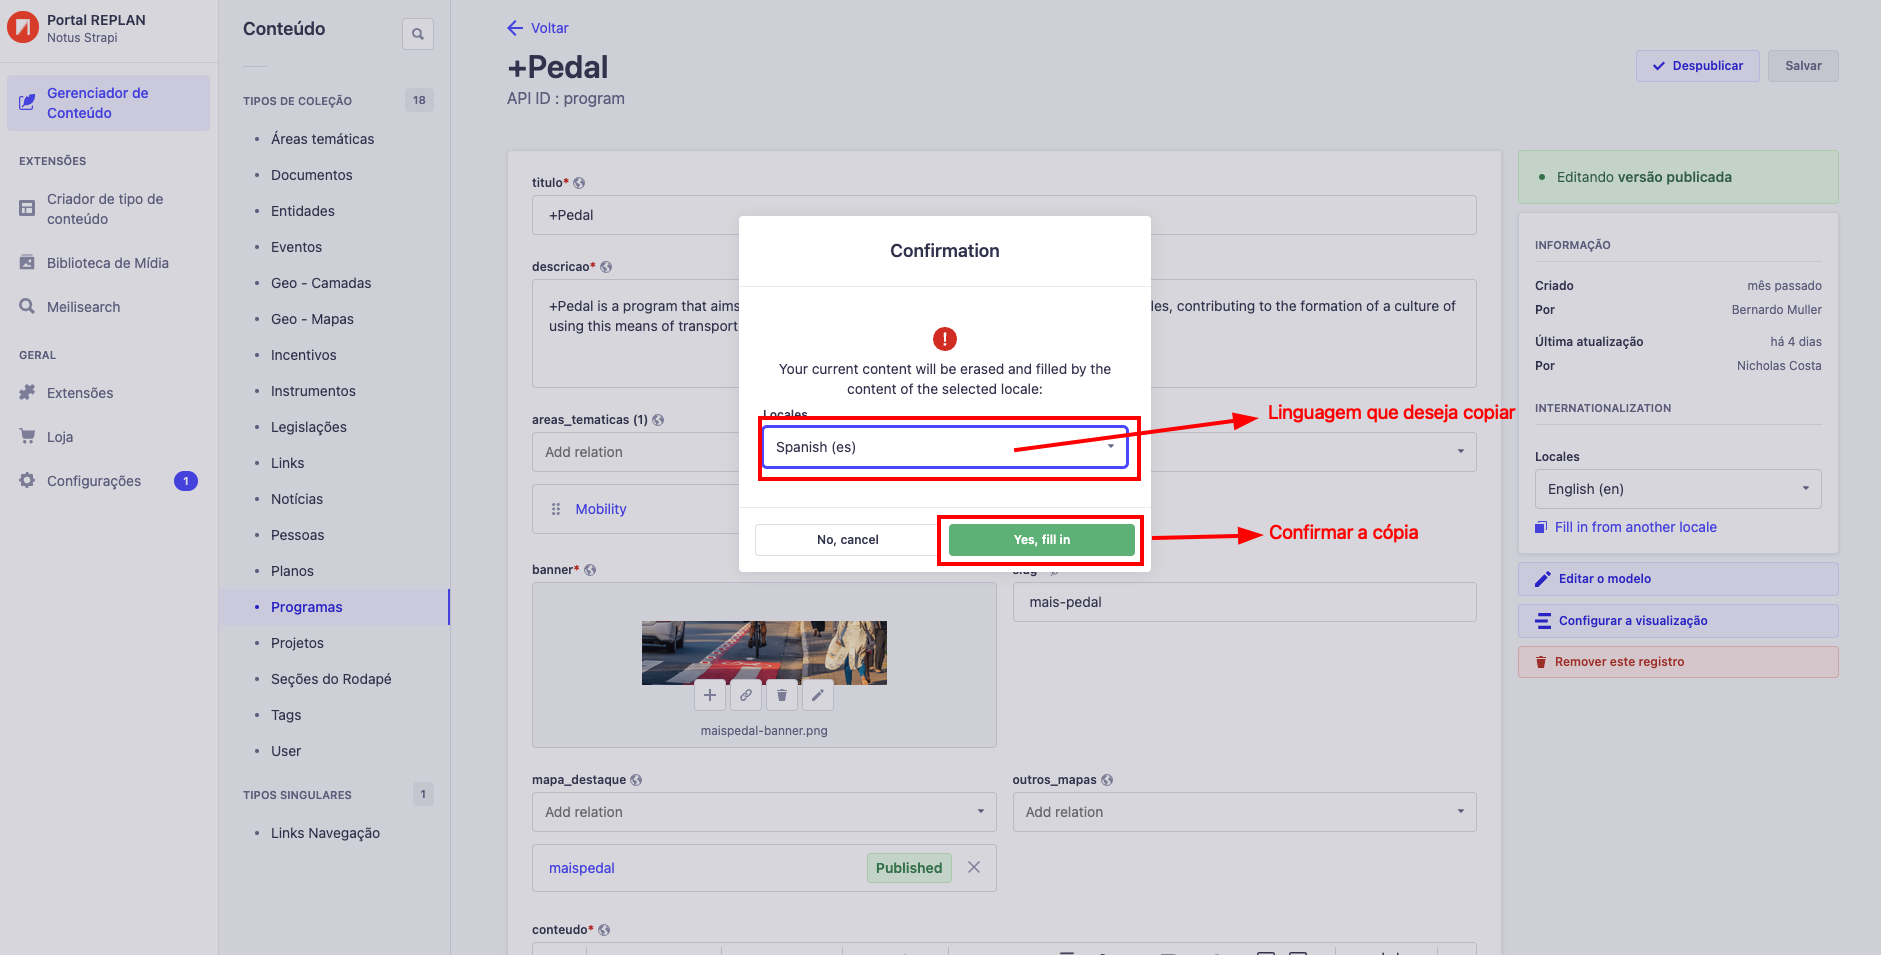 Portal REPLAN
Notus Strapi
Gerenciador de
Conteúdo
EXTENSÕES
Criador de tipo de
conteúdo
Biblioteca de Mídia
Meilisearch
GERAL
Extensões
Loja
Configurações
1
Conteúdo
TIPOS DE COLEÇÃO
18
Áreas temáticas
Documentos
Entidades
Eventos
Geo - Camadas
Geo - Mapas
Incentivos
Instrumentos
Legislações
Links
Notícias
Pessoas
Planos
Programas
Projetos
Seções do Rodapé
Tags
User
TIPOS SINGULARES
1
Links Navegação
Voltar
+Pedal
API ID : program
Despublicar
Salvar
titulo*
+Pedal
descricao*
+Pedal is a program that aims
les, contributing to the formation of a culture of
using this means of transport
areas_tematicas (1)
Add relation
Mobility
banner*
maispedal-banner.png
slug
mais-pedal
mapa_destaque
Add relation
maispedal
Published
outros_mapas
Add relation
conteudo*
Confirmation
Your current content will be erased and filled by the
content of the selected locale:
Locales
Spanish (es)
No, cancel
Yes, fill in
Linguagem que deseja copiar
Confirmar a cópia
Editando versão publicada
INFORMAÇÃO
Criado
mês passado
Por
Bernardo Muller
Última atualização
há 4 dias
Por
Nicholas Costa
INTERNATIONALIZATION
Locales
English (en)
Fill in from another locale
Editar o modelo
Configurar a visualização
Remover este registro